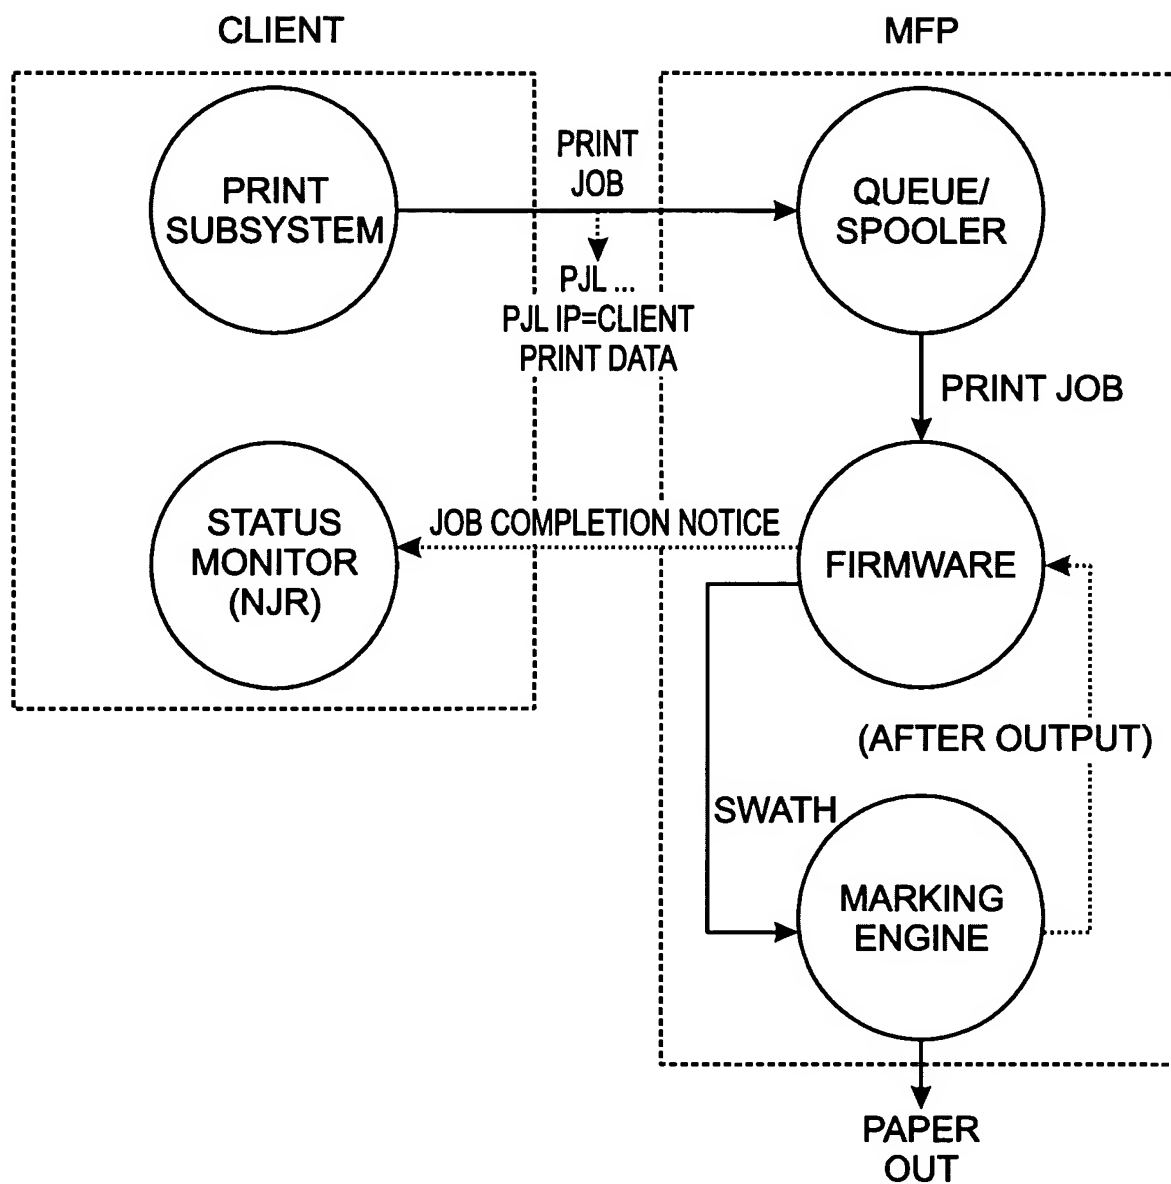 CLIENT
MFP
PRINT
SUBSYSTEM
PRINT
JOB
QUEUE/
SPOOLER
PJL ...
PJL IP=CLIENT
PRINT DATA
PRINT JOB
STATUS
MONITOR
(NJR)
JOB COMPLETION NOTICE
FIRMWARE
(AFTER OUTPUT)
SWATH
MARKING
ENGINE
PAPER
OUT